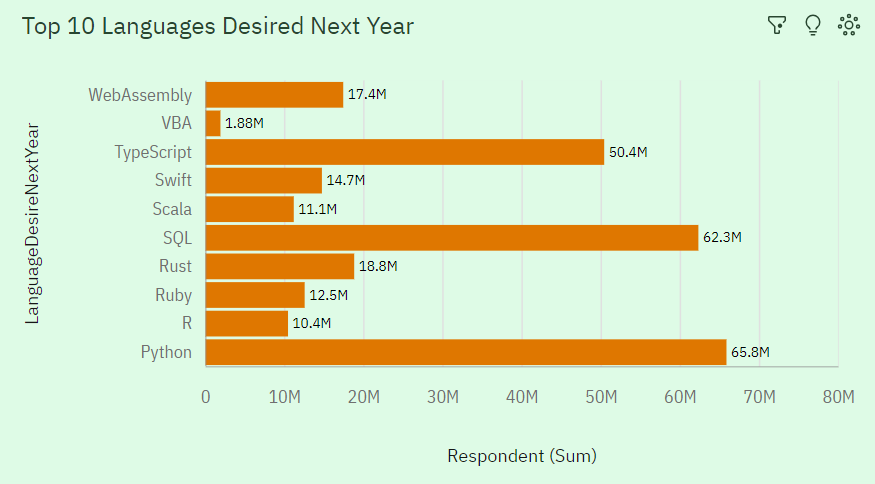 Top 10 Languages Desired Next Year
LanguageDesireNextYear
WebAssembly 17.4M
VBA 1.88M
TypeScript 50.4M
Swift 14.7M
Scala 11.1M
SQL 62.3M
Rust 18.8M
Ruby 12.5M
R 10.4M
Python 65.8M
0 10M 20M 30M 40M 50M 60M 70M 80M
Respondent (Sum)